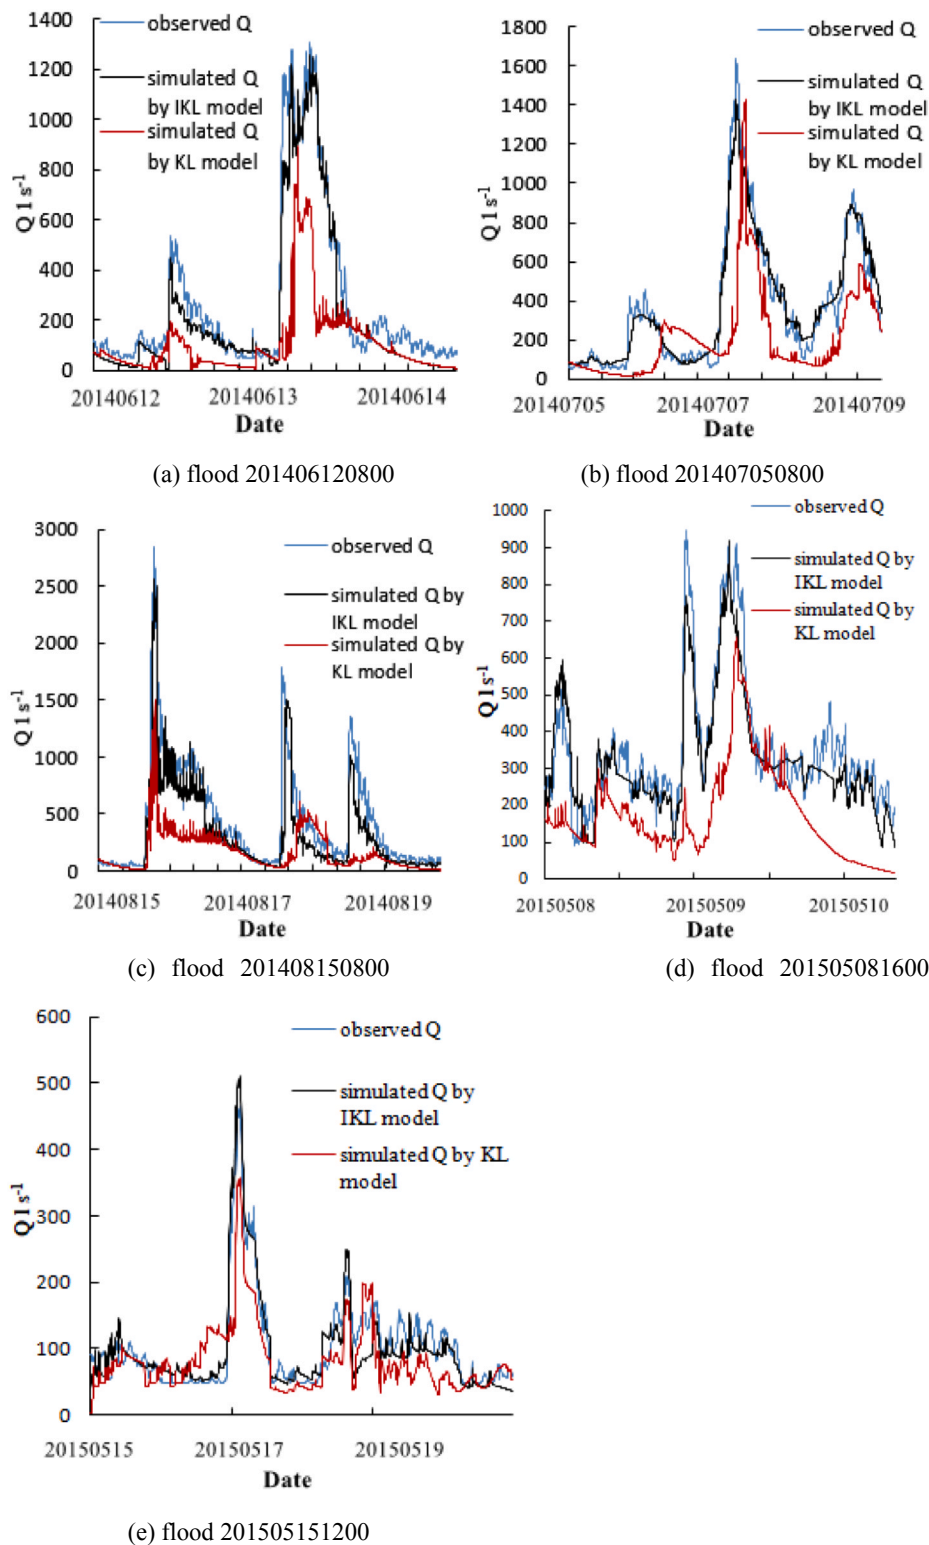 1400
1200
1000
800
600
400
200
0
Q l s⁻¹
observed Q
simulated Q
by IKL model
simulated Q
by KL model
20140612
20140613
20140614
Date
(a) flood 201406120800
1800
1600
1400
1200
1000
800
600
400
200
0
Q l s⁻¹
observed Q
simulated Q
by IKL model
simulated Q
by KL model
20140705
20140707
20140709
Date
(b) flood 201407050800
3000
2500
2000
1500
1000
500
0
Q l s⁻¹
observed Q
simulated Q by
IKL model
simulated Q by
KL model
20140815
20140817
20140819
Date
(c) flood 201408150800
1000
900
800
700
600
500
400
300
200
100
0
Q l s⁻¹
observed Q
simulated Q by
IKL model
simulated Q by
KL model
20150508
20150509
20150510
Date
(d) flood 201505081600
600
500
400
300
200
100
0
Q l s⁻¹
observed Q
simulated Q by
IKL model
simulated Q by KL
model
20150515
20150517
20150519
Date
(e) flood 201505151200